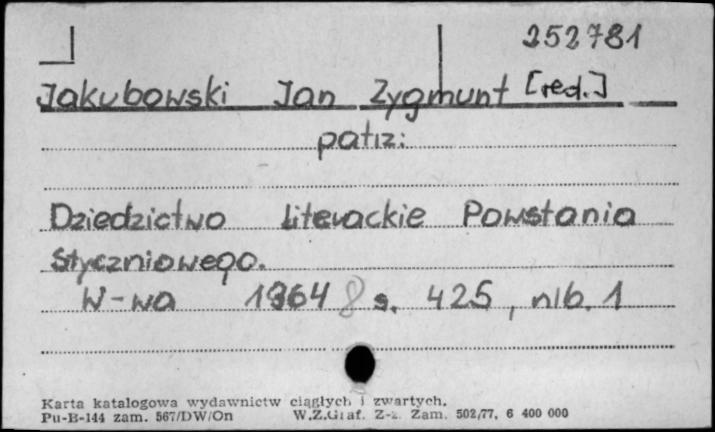 252781
Jakubowski Jan Zygmunt [red.]
patrz:
Dziedzictwo Literackie Powstania
Styczniowego.
W-wa 1964 8 s. 425, nlb. 1
Karta katalogowa wydawnictw ciągłych i zwartych.
Pu-B-144 zam. 567/DW/On W.Z.Graf. Z-z. Zam. 502/77, 6 400 000